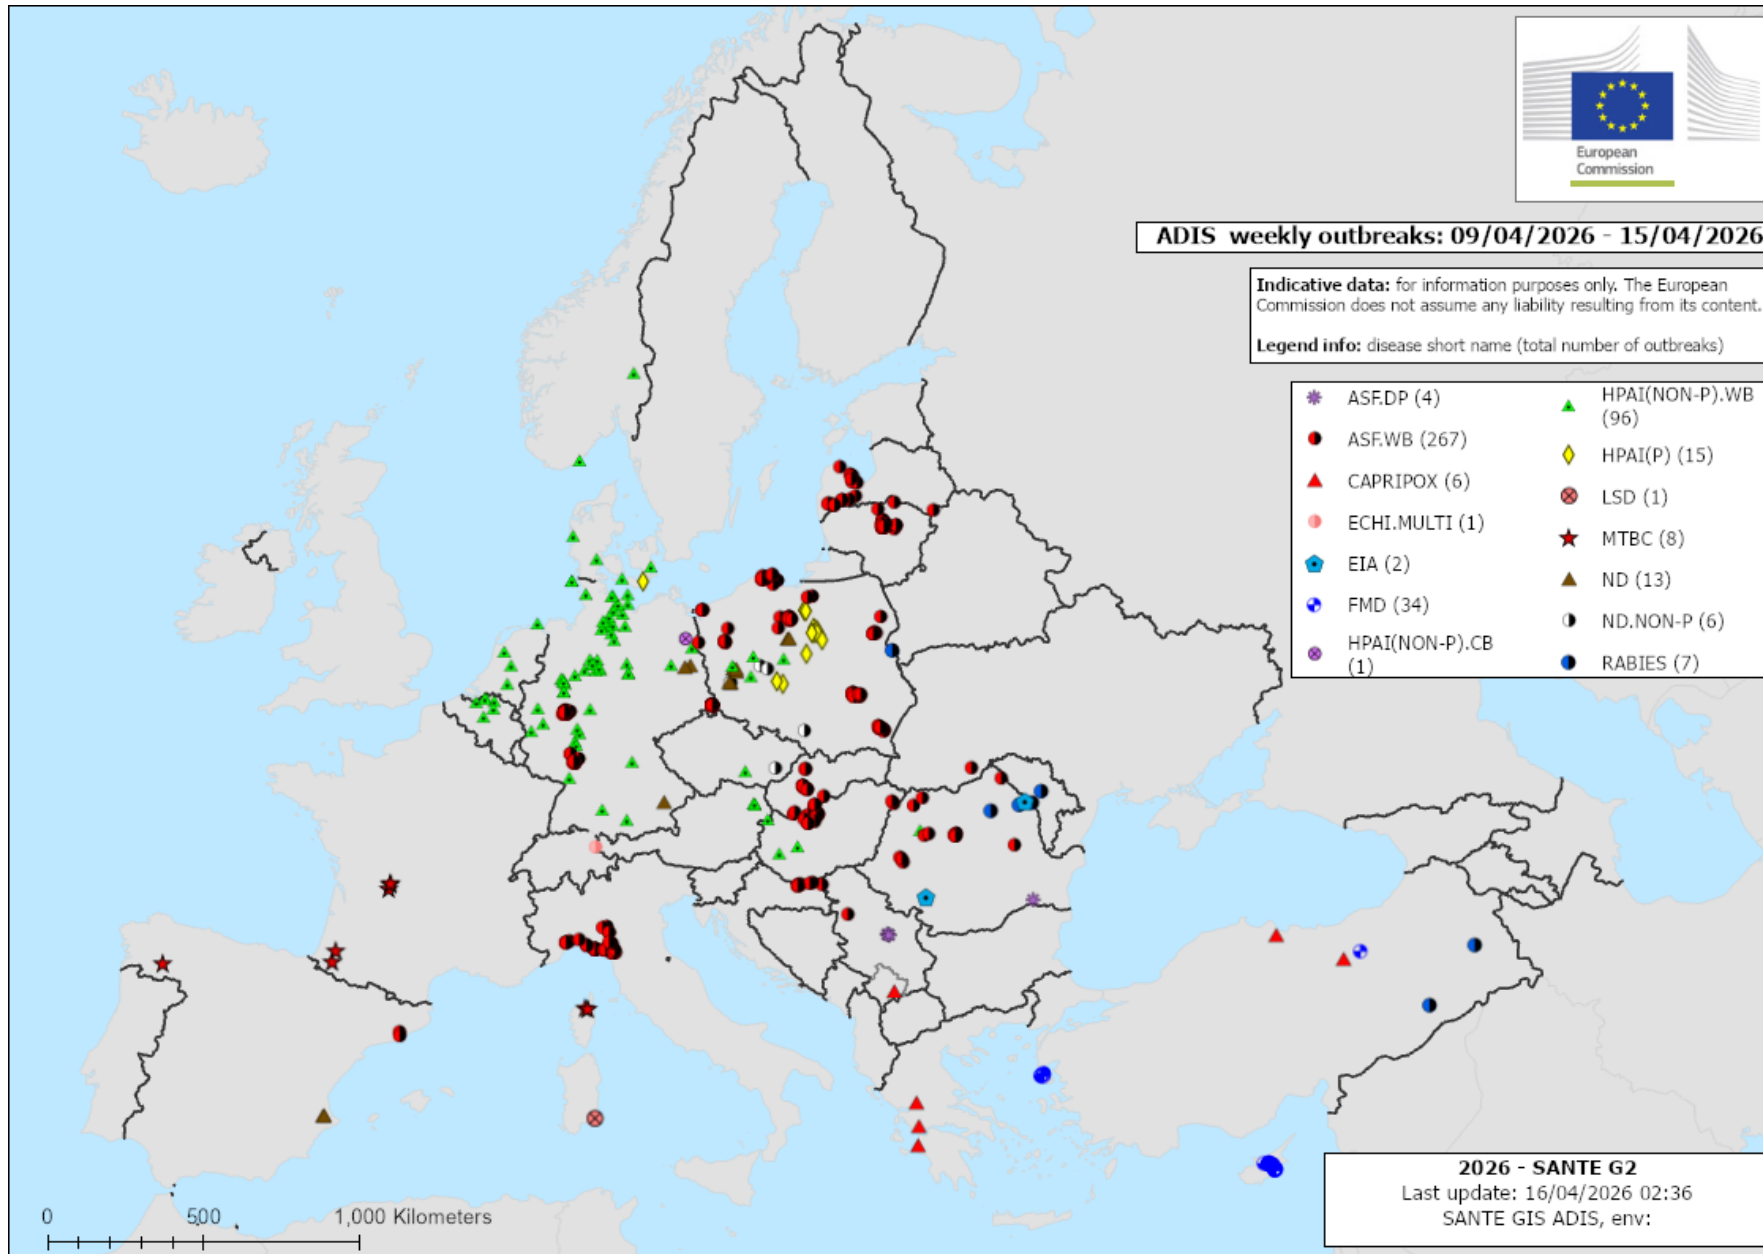 European
Commission
ADIS weekly outbreaks: 09/04/2026 - 15/04/2026
Indicative data: for information purposes only. The European
Commission does not assume any liability resulting from its content.
Legend info: disease short name (total number of outbreaks)
ASF.DP (4)
ASF.WB (267)
CAPRIPOX (6)
ECHI.MULTI (1)
EIA (2)
FMD (34)
HPAI(NON-P).CB
(1)
HPAI(NON-P).WB
(96)
HPAI(P) (15)
LSD (1)
MTBC (8)
ND (13)
ND.NON-P (6)
RABIES (7)
2026 - SANTE G2
Last update: 16/04/2026 02:36
SANTE GIS ADIS, env:
0 500 1,000 Kilometers